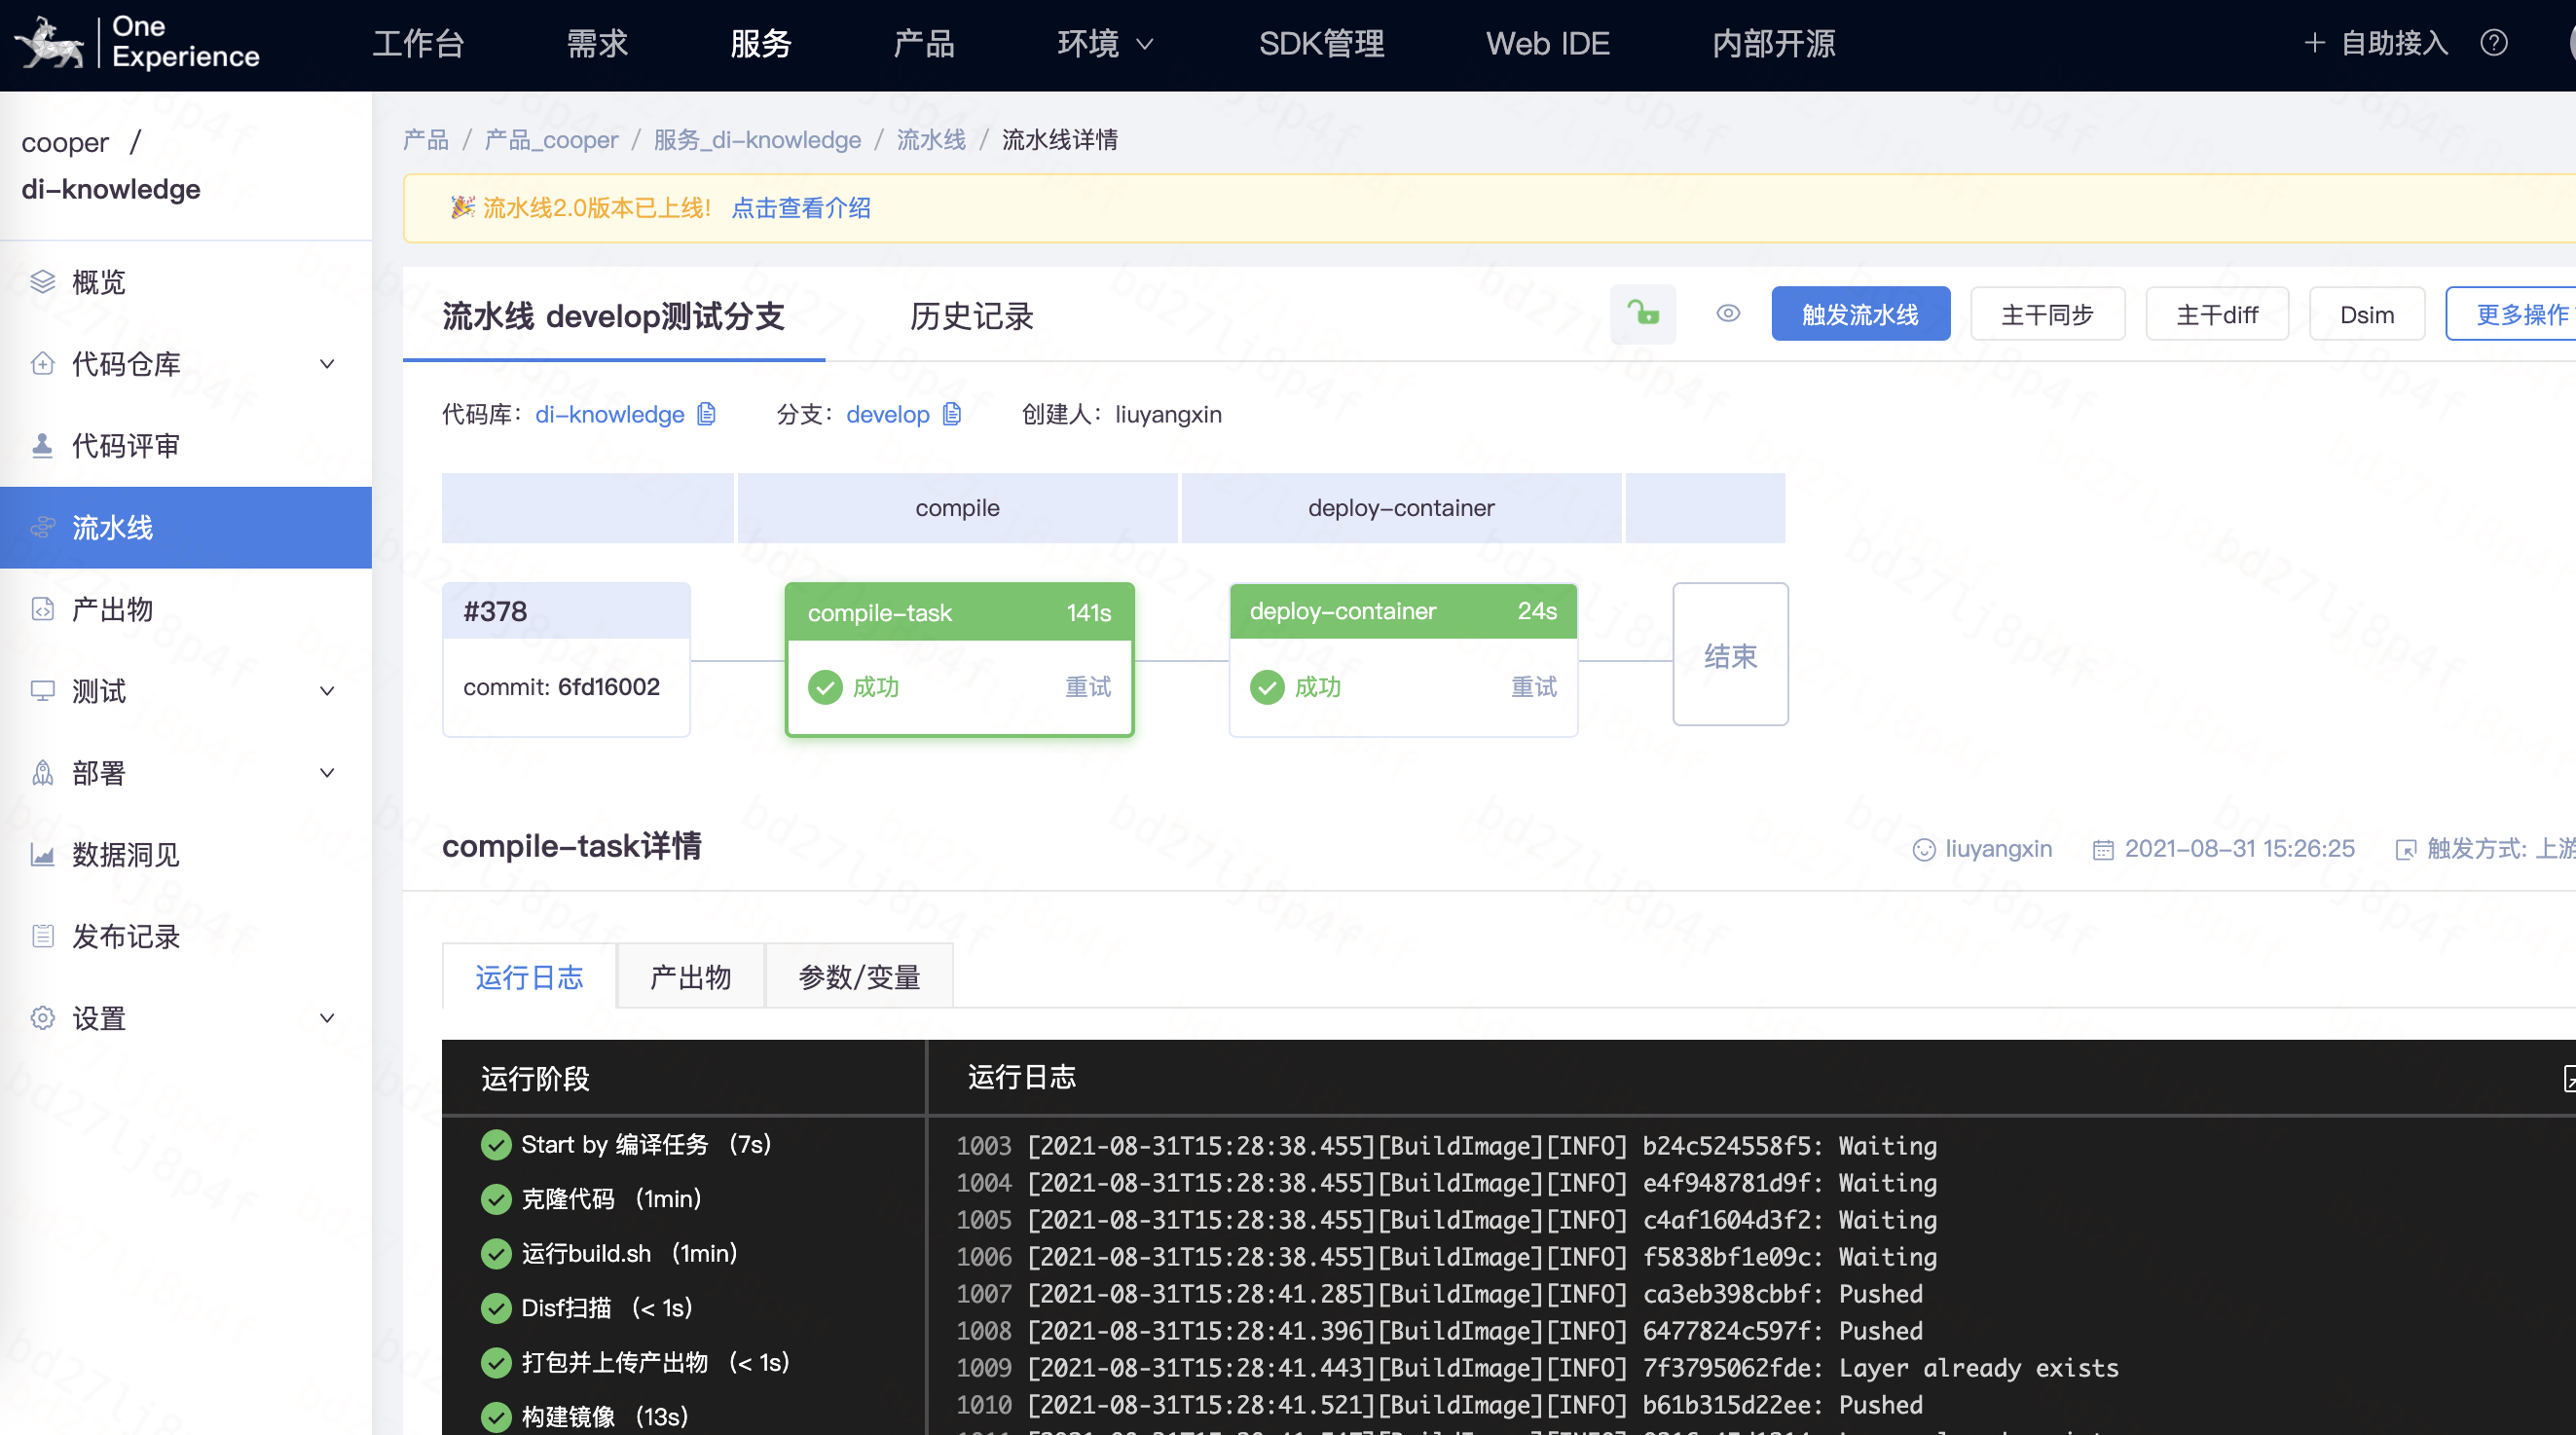 One Experience
工作台 需求 服务 产品 环境 SDK管理 Web IDE 内部开源 + 自助接入
cooper /
di-knowledge
概览
代码仓库
代码评审
流水线
产出物
测试
部署
数据洞见
发布记录
设置
产品 / 产品_cooper / 服务_di-knowledge / 流水线 / 流水线详情
🎉 流水线2.0版本已上线! 点击查看介绍
流水线 develop测试分支 历史记录 触发流水线 主干同步 主干diff Dsim 更多操作
代码库: di-knowledge 分支: develop 创建人: liuyangxin
compile deploy-container
#378 compile-task 141s deploy-container 24s
commit: 6fd16002 成功 重试 成功 重试 结束
compile-task详情 liuyangxin 2021-08-31 15:26:25 触发方式: 上游
运行日志 产出物 参数/变量
运行阶段
Start by 编译任务 (7s)
克隆代码 (1min)
运行build.sh (1min)
Disf扫描 (< 1s)
打包并上传产出物 (< 1s)
构建镜像 (13s)
运行日志
1003 [2021-08-31T15:28:38.455][BuildImage][INFO] b24c524558f5: Waiting
1004 [2021-08-31T15:28:38.455][BuildImage][INFO] e4f948781d9f: Waiting
1005 [2021-08-31T15:28:38.455][BuildImage][INFO] c4af1604d3f2: Waiting
1006 [2021-08-31T15:28:38.455][BuildImage][INFO] f5838bf1e09c: Waiting
1007 [2021-08-31T15:28:41.285][BuildImage][INFO] ca3eb398cbbf: Pushed
1008 [2021-08-31T15:28:41.396][BuildImage][INFO] 6477824c597f: Pushed
1009 [2021-08-31T15:28:41.443][BuildImage][INFO] 7f3795062fde: Layer already exists
1010 [2021-08-31T15:28:41.521][BuildImage][INFO] b61b315d22ee: Pushed